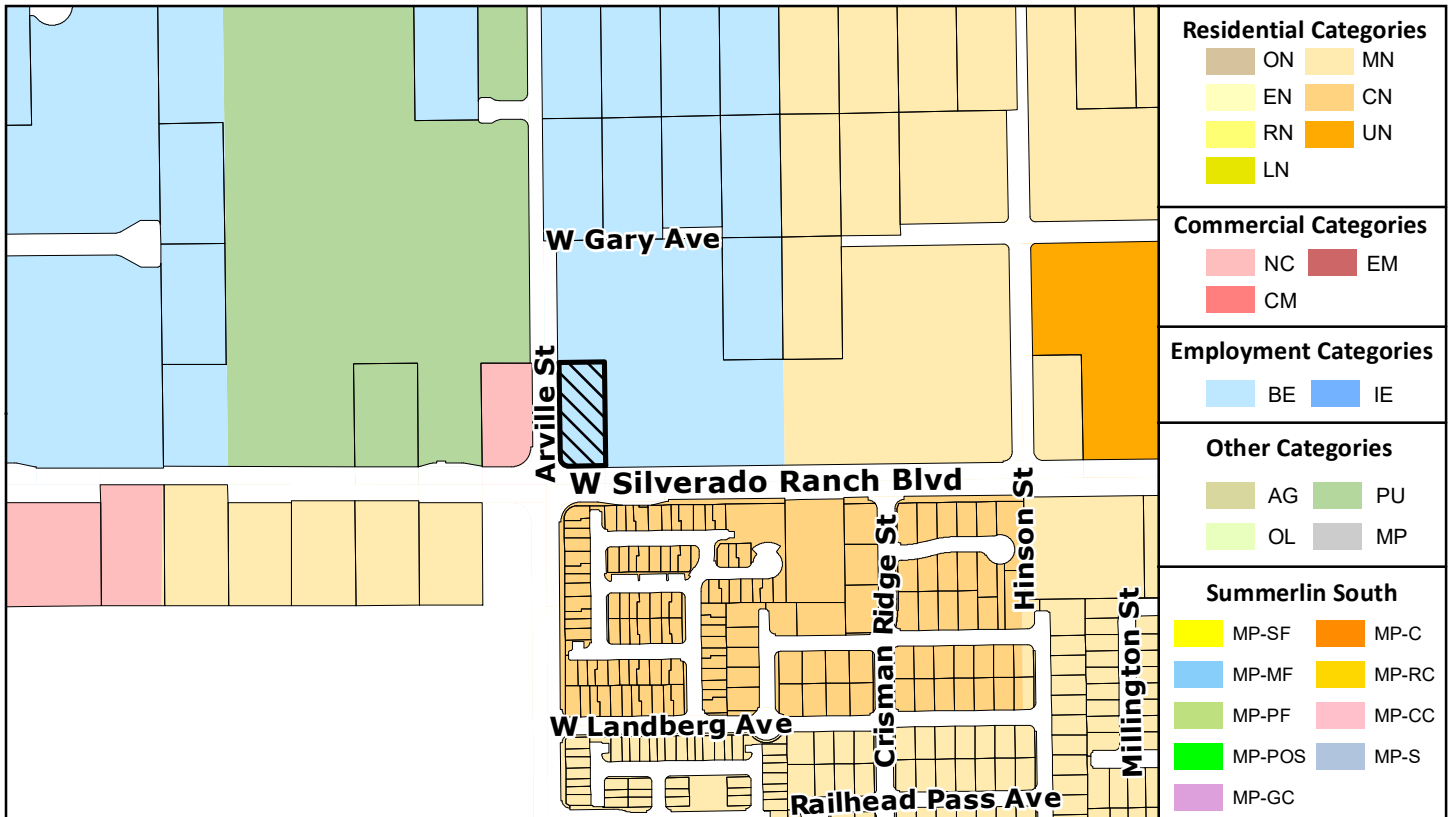 W Gary Ave
Arville St
W Silverado Ranch Blvd
Crisman Ridge St
Hinson St
Millington St
W Landberg Ave
Railhead Pass Ave
Residential Categories
ON MN
EN CN
RN UN
LN
Commercial Categories
NC EM
CM
Employment Categories
BE IE
Other Categories
AG PU
OL MP
Summerlin South
MP-SF MP-C
MP-MF MP-RC
MP-PF MP-CC
MP-POS MP-S
MP-GC